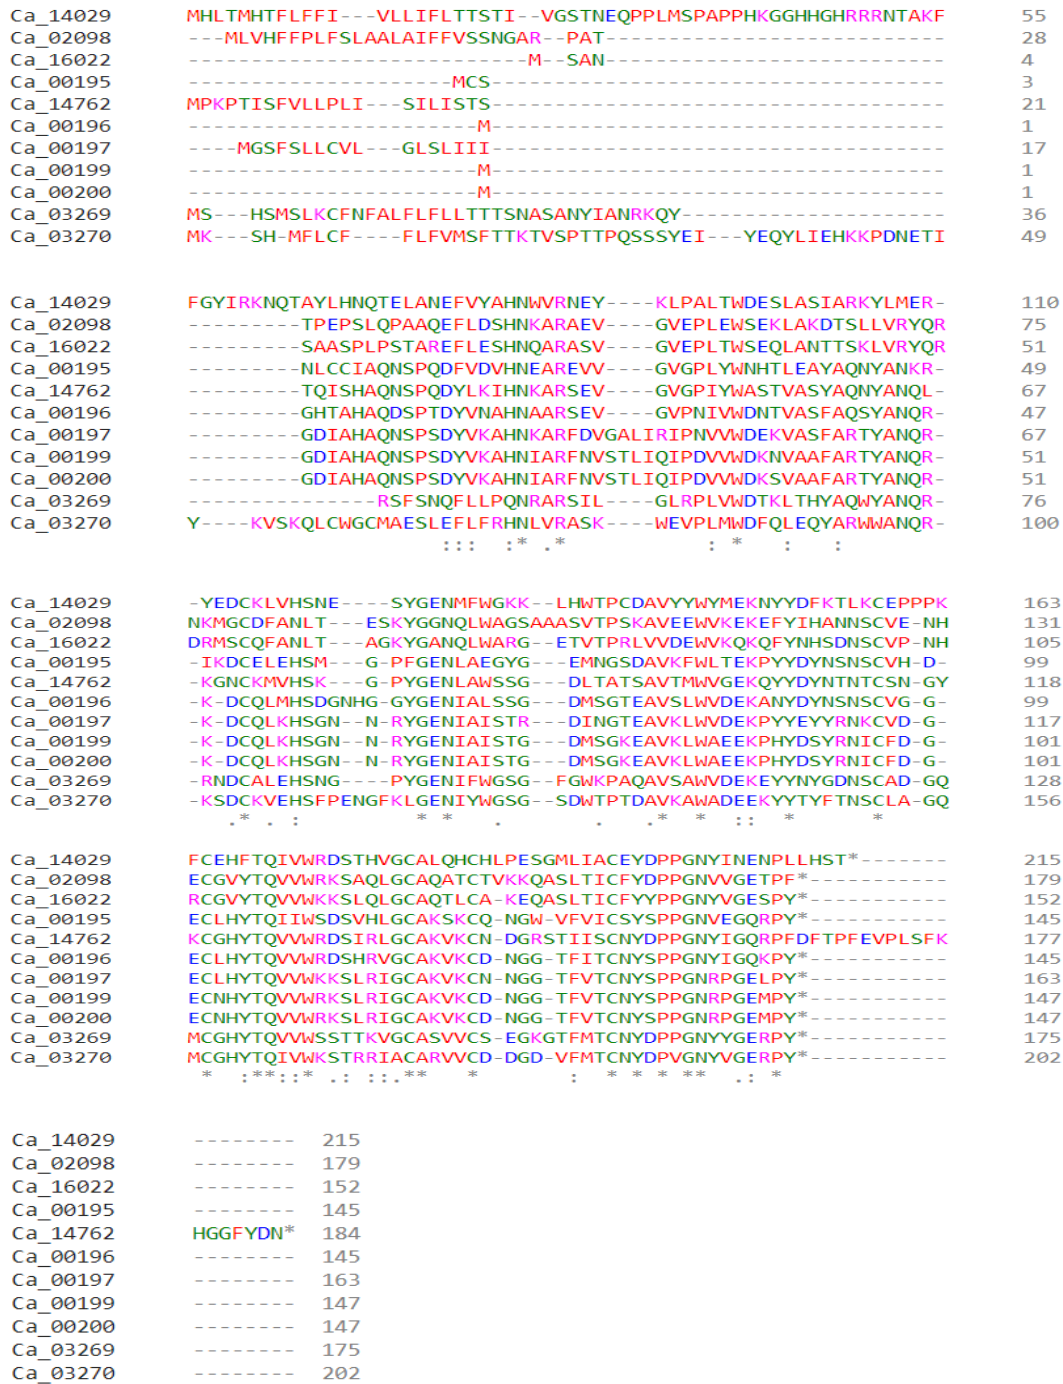 Ca_14029 MHLTMHTFLFFI---VLLIFLTTSTI--VGSTNEQPPLMSPAPPHKGGHHGHRRRNTAKF 55
Ca_02098 ---MLVHFFPLFSLAALAIFFVSSNGAR--PAT--------------------------- 28
Ca_16022 ---------------------------M--SAN--------------------------- 4
Ca_00195 ---------------------MCS------------------------------------ 3
Ca_14762 MPKPTISFVLLPLI---SILISTS------------------------------------ 21
Ca_00196 -----------------------M------------------------------------ 1
Ca_00197 ----MGSFSLLCVL---GLSLIII------------------------------------ 17
Ca_00199 -----------------------M------------------------------------ 1
Ca_00200 -----------------------M------------------------------------ 1
Ca_03269 MS---HSMSLKCFNFALFLFLLTTTSNASANYIANRKQY--------------------- 36
Ca_03270 MK---SH-MFLCF----FLFVMSFTTKTVSPTTPQSSSYEI---YEQYLIEHKKPDNETI 49
Ca_14029 FGYIRKNQTAYLHNQTELANEFVYAHNWVRNEY----KLPALTWDESLASIARKYLMER- 110
Ca_02098 ---------TPEPSLQPAAQEFLDSHNKARAEV----GVEPLEWSEKLAKDTSLLVRYQR 75
Ca_16022 ---------SAASPLPSTAREFLESHNQARASV----GVEPLTWSEQLANTTSKLVRYQR 51
Ca_00195 ---------NLCCIAQNSPQDFVDVHNEAREVV----GVGPLYWNHTLEAYAQNYANKR- 49
Ca_14762 ---------TQISHAQNSPQDYLKIHNKARSEV----GVGPIYWASTVASYAQNYANQL- 67
Ca_00196 ---------GHTAHAQDSPTDYVNAHNAARSEV----GVPNIVWDNTVASFAQSYANQR- 47
Ca_00197 ---------GDIAHAQNSPSDYVKAHNKARFDVGALIRIPNVVWDEKVASFARTYANQR- 67
Ca_00199 ---------GDIAHAQNSPSDYVKAHNIARFNVSTLIQIPDVVWDKNVAAFARTYANQR- 51
Ca_00200 ---------GDIAHAQNSPSDYVKAHNIARFNVSTLIQIPDVVWDKSVAAFARTYANQR- 51
Ca_03269 ---------------RSFSNQFLLPQNRARSIL----GLRPLVWDTKLTHYAQWYANQR- 76
Ca_03270 Y----KVSKQLCWGCMAESLEFLFRHNLVRASK----WEVPLMWDFQLEQYARWWANQR- 100
::: :* .* : * : :
Ca_14029 -YEDCKLVHSNE----SYGENMFWGKK--LHWTPCDAVYYWYMEKNYYDFKTLKCEPPPK 163
Ca_02098 NKMGCDFANLT---ESKYGGNQLWAGSAAASVTPSKAVEEWVKEKEFYIHANNSCVE-NH 131
Ca_16022 DRMSCQFANLT---AGKYGANQLWARG--ETVTPRLVVDEWVKQKQFYNHSDNSCVP-NH 105
Ca_00195 -IKDCELEHSM---G-PFGENLAEGYG--EMNGSDAVKFWLTEKPYYDYNSNSCVH-D- 99
Ca_14762 -KGNCKMVHSK---G-PYGENLAWSSG--DLTATSAVTMWVGEKQYYDYNTNTCSN-GY 118
Ca_00196 -K-DCQLMHSDGNHG-GYGENIALSSG--DMSGTEAVSLWVDEKANYDYNSNSCVG-G- 99
Ca_00197 -K-DCQLKHSGN--N-RYGENIAISTR--DINGTEAVKLWVDEKPYYEYYRNKCVD-G- 117
Ca_00199 -K-DCQLKHSGN--N-RYGENIAISTG--DMSGKEAVKLWAEEKPHYDSYRNICFD-G- 101
Ca_00200 -K-DCQLKHSGN--N-RYGENIAISTG--DMSGKEAVKLWAEEKPHYDSYRNICFD-G- 101
Ca_03269 -RNDCALEHSNG----PYGENIFWGSG--FGWKPAQAVSAWVDEKEYYNYGDNSCAD-GQ 128
Ca_03270 -KSDCKVEHSFPENGFKLGENIYWGSG--SDWTPTDAVKAWADEEKYYTYFTNSCLA-GQ 156
.* . : * * . . .* * :: * *
Ca_14029 FCEHFTQIVWRDSTHVGCALQHCHLPESGMLIACEYDPPGNYINENPLLHST*------- 215
Ca_02098 ECGVYTQVVWRKSAQLGCAQATCTVKKQASLTICFYDPPGNVVGETPF*----------- 179
Ca_16022 RCGVYTQVVWKKSLQLGCAQTLCA-KEQASLTICFYYPPGNYVGESPY*----------- 152
Ca_00195 ECLHYTQIIWSDSVHLGCAKSKCQ-NGW-VFVICSYSPPGNVEGQRPY*----------- 145
Ca_14762 KCGHYTQVVWRDSIRLGCAKVKCN-DGRSTIISCNYDPPGNYIGQRPFDFTPFEVPLSFK 177
Ca_00196 ECLHYTQVVWRDSHRVGCAKVKCD-NGG-TFITCNYSPPGNYIGQKPY*----------- 145
Ca_00197 ECLHYTQVVWKKSLRIGCAKVKCN-NGG-TFVTCNYSPPGNRPGELPY*----------- 163
Ca_00199 ECNHYTQVVWRKSLRIGCAKVKCD-NGG-TFVTCNYSPPGNRPGEMPY*----------- 147
Ca_00200 ECNHYTQVVWRKSLRIGCAKVKCD-NGG-TFVTCNYSPPGNRPGEMPY*----------- 147
Ca_03269 MCGHYTQVVWSSTTKVGCASVVCS-EGKGTFMTCNYYPPGNYYGERPY*----------- 175
Ca_03270 MCGHYTQIVWKSTRRIACARVVCD-DGD-VFMTCNYDPVGNYVGERPY*----------- 202
* :**::* .: ::.** * : * * * ** .: *
Ca_14029 -------- 215
Ca_02098 -------- 179
Ca_16022 -------- 152
Ca_00195 -------- 145
Ca_14762 HGGFYDN* 184
Ca_00196 -------- 145
Ca_00197 -------- 163
Ca_00199 -------- 147
Ca_00200 -------- 147
Ca_03269 -------- 175
Ca_03270 -------- 202